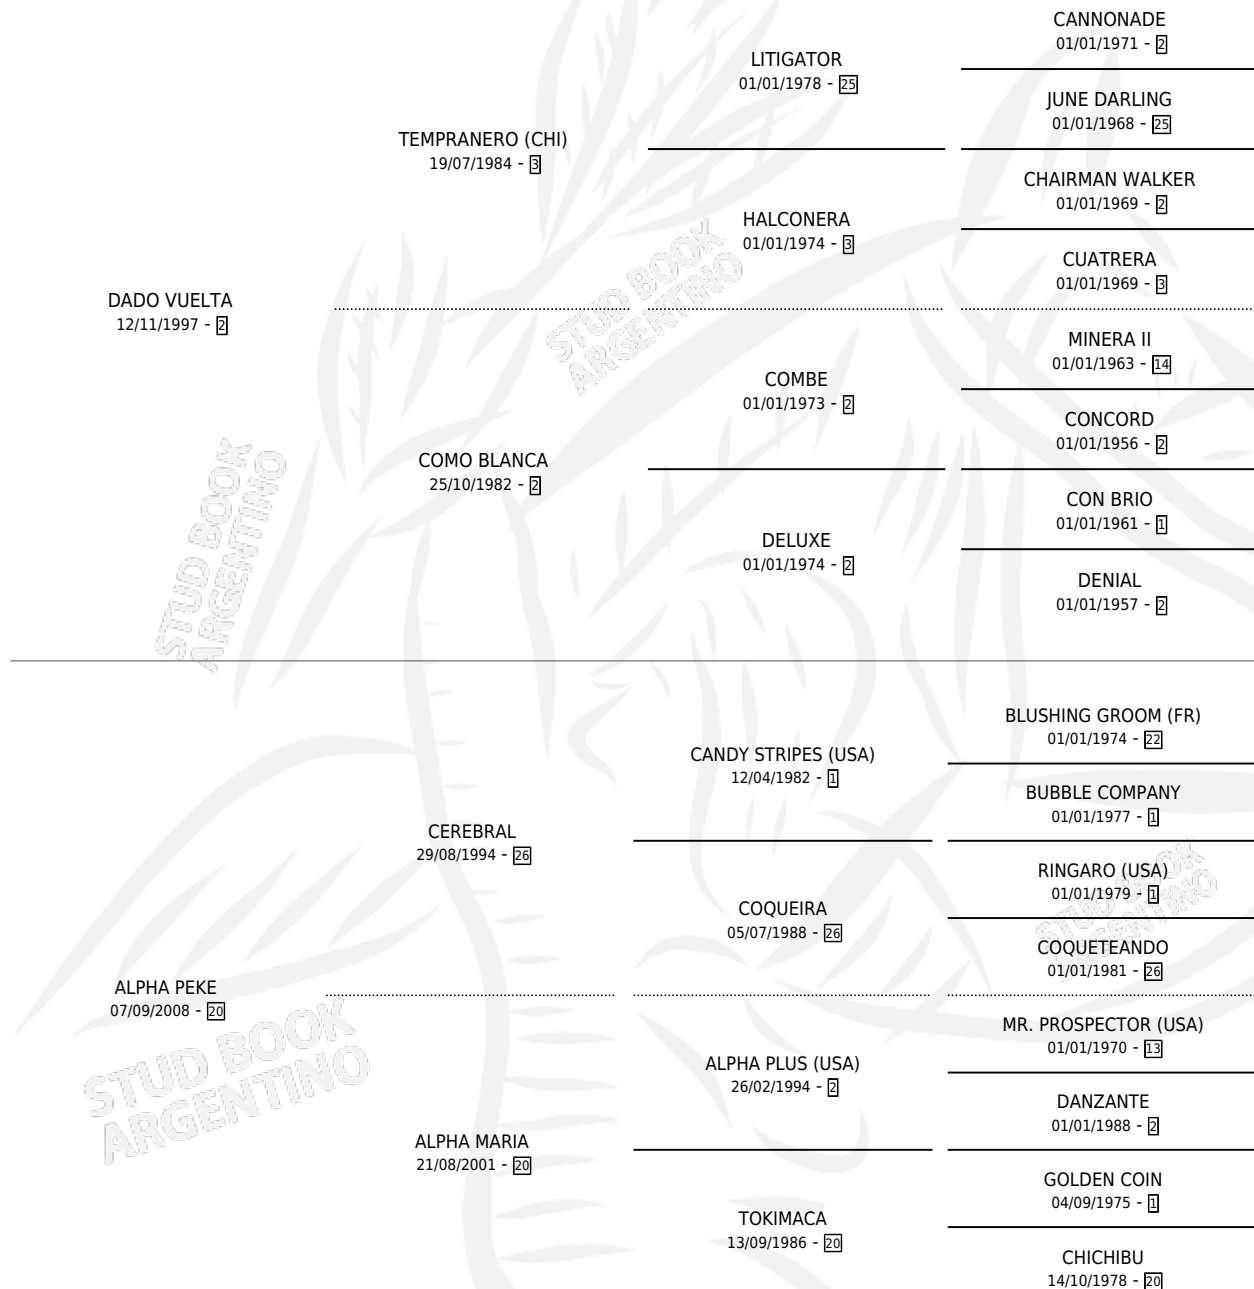 CANNONADE
01/01/1971 - 2
LITIGATOR
01/01/1978 - 25
JUNE DARLING
01/01/1968 - 25
TEMPRANERO (CHI)
19/07/1984 - 3
CHAIRMAN WALKER
01/01/1969 - 2
HALCONERA
01/01/1974 - 3
CUATRERA
01/01/1969 - 3
DADO VUELTA
12/11/1997 - 2
STUD BOOK
ARGENTINO
MINERA II
01/01/1963 - 14
COMBE
01/01/1973 - 2
CONCORD
01/01/1956 - 2
COMO BLANCA
25/10/1982 - 2
CON BRIO
01/01/1961 - 1
DELUXE
01/01/1974 - 2
DENIAL
01/01/1957 - 2
STUD BOOK
ARGENTINO
BLUSHING GROOM (FR)
01/01/1974 - 22
CANDY STRIPES (USA)
12/04/1982 - 1
BUBBLE COMPANY
01/01/1977 - 1
CEREBRAL
29/08/1994 - 26
RINGARO (USA)
01/01/1979 - 1
COQUEIRA
05/07/1988 - 26
STUD BOOK
ARGENTINO
COQUETEANDO
01/01/1981 - 26
ALPHA PEKE
07/09/2008 - 20
STUD BOOK
ARGENTINO
MR. PROSPECTOR (USA)
01/01/1970 - 13
ALPHA PLUS (USA)
26/02/1994 - 2
DANZANTE
01/01/1988 - 2
ALPHA MARIA
21/08/2001 - 20
GOLDEN COIN
04/09/1975 - 1
TOKIMACA
13/09/1986 - 20
CHICHIBU
14/10/1978 - 20